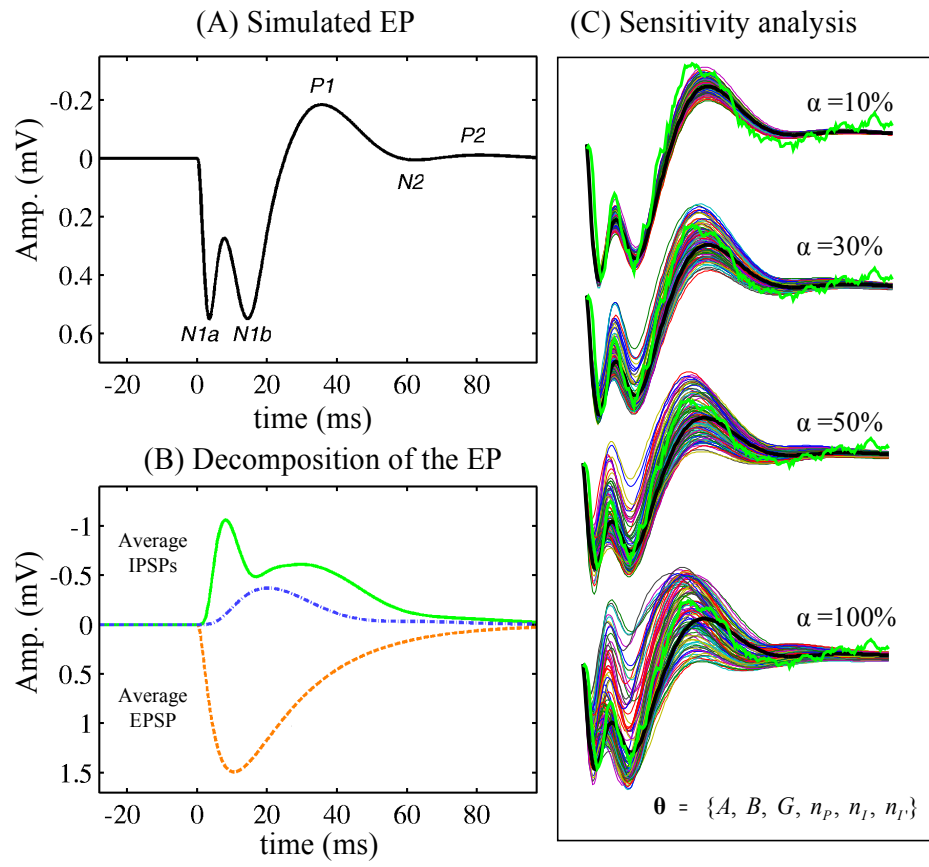 (A) Simulated EP
-0.2
0
0.2
0.4
0.6
Amp. (mV)
P1
P2
N2
N1a
N1b
-20
0
20
40
60
80
time (ms)
(B) Decomposition of the EP
-1
-0.5
0
0.5
1
1.5
Amp. (mV)
Average
IPSPs
Average
EPSP
-20
0
20
40
60
80
time (ms)
(C) Sensitivity analysis
α =10%
α =30%
α =50%
α =100%
θ = {A, B, G, nP, nI, nI'}